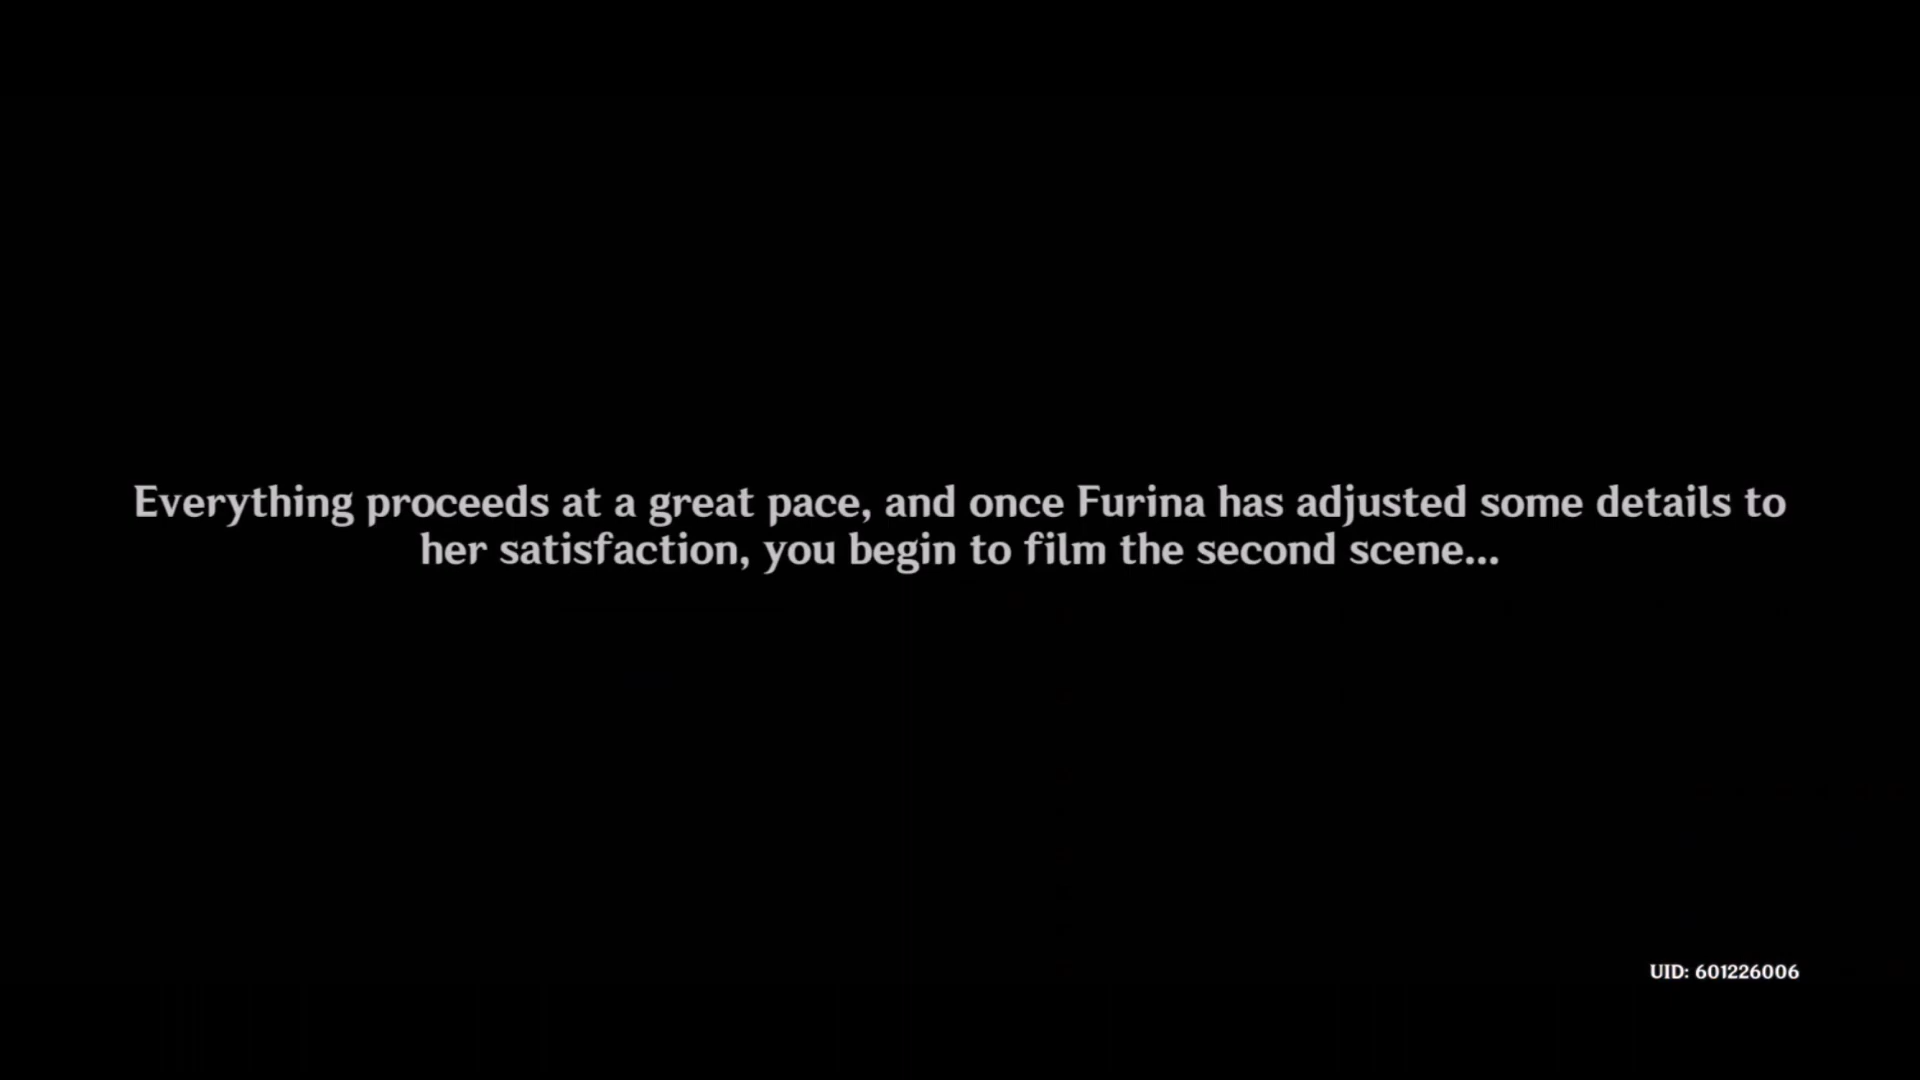 Everything proceeds at a great pace, and once Furina has adjusted some details to
her satisfaction, you begin to film the second scene...
UID: 601226006